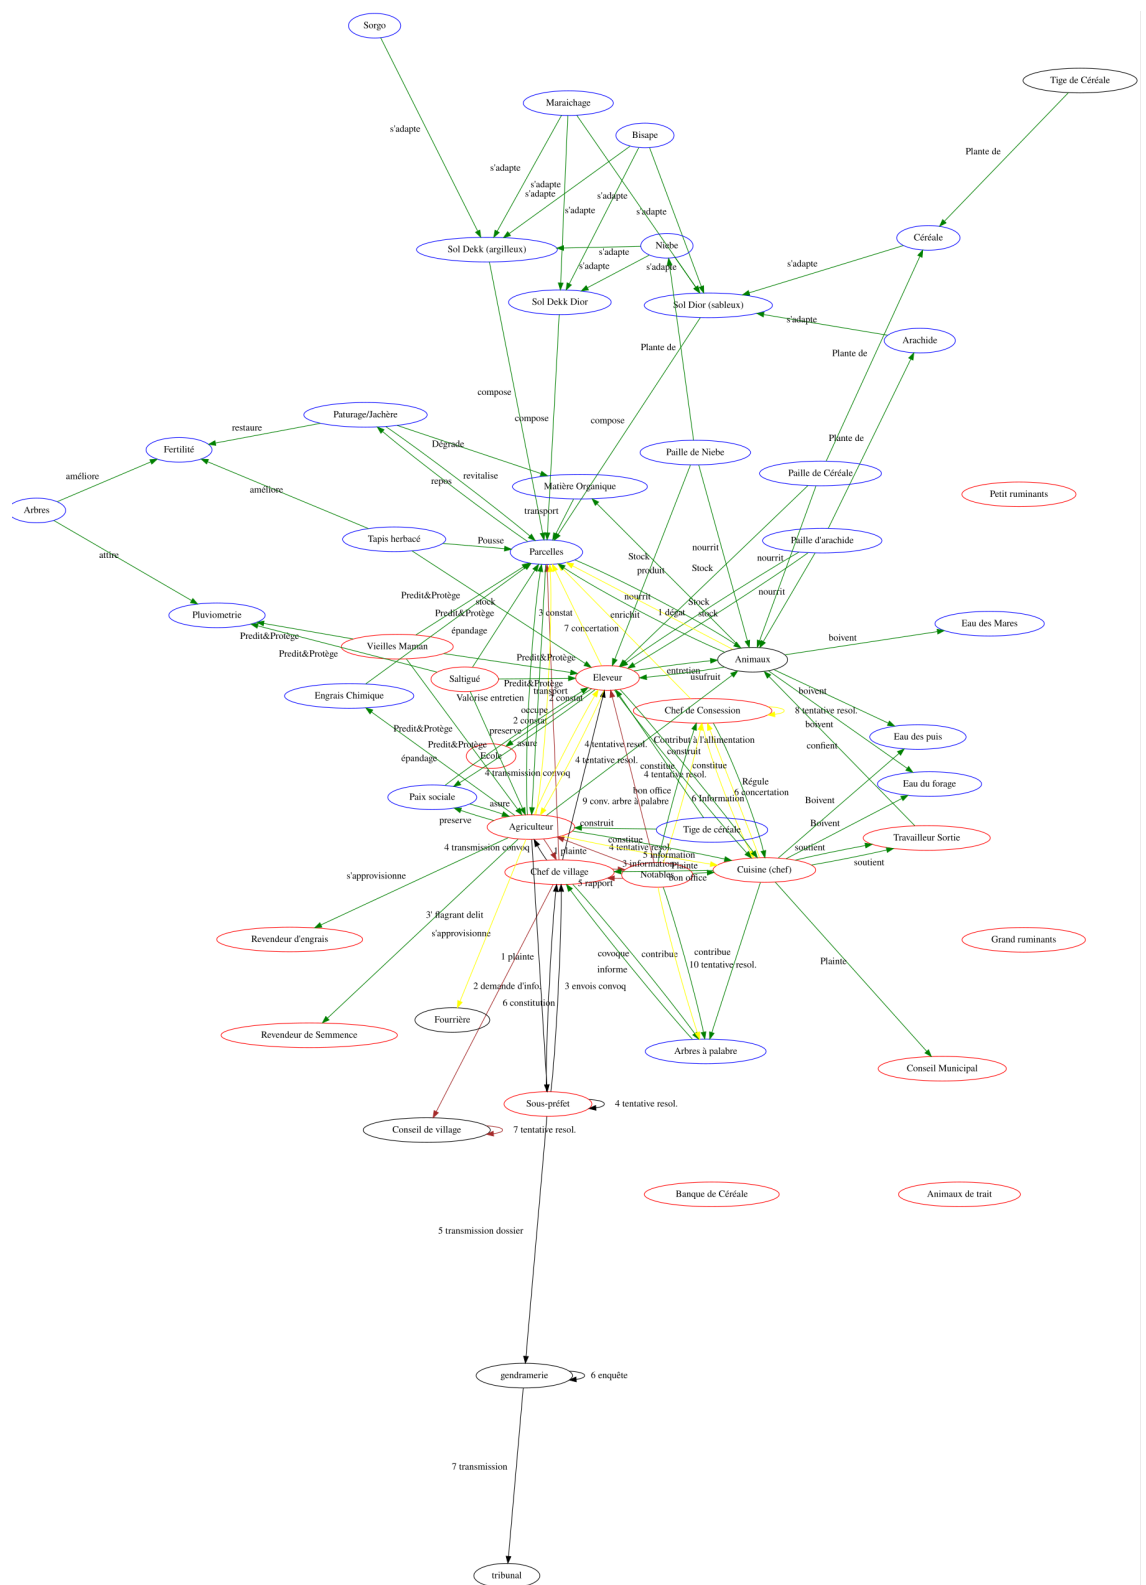 Sorgo
Tige de Céréale
Maraichage
s'adapte
Bisape
Plante de
s'adapte
s'adapte
s'adapte
s'adapte
s'adapte
s'adapte
Céréale
Sol Dekk (argilleux)
Niebe
s'adapte
s'adapte
s'adapte
s'adapte
Sol Dekk Dior
Sol Dior (sableux)
s'adapte
Arachide
Plante de
Plante de
compose
compose
compose
Paturage/Jachère
restaure
Dégrade
Plante de
Fertilité
Paille de Niebe
améliore
revitalise
repos
Paille de Céréale
Matière Organique
améliore
Petit ruminants
Arbres
transport
Tapis herbacé
Pousse
Paille d'arachide
Parcelles
attire
nourrit
Stock
nourrit
produit
Stock
nourrit
Predit&Protège
nourrit
stock
Stock
Predit&Protège
3 constat
enrichit
1 dégat
stock
Pluviometrie
Eau des Mares
épandage
7 concertation
Predit&Protège
boivent
Vieilles Maman
Predit&Protège
Predit&Protège
Animaux
entretien
Saltigué
Eleveur
usufruit
Predit&Protège
transport
boivent
Engrais Chimique
Valorise entretien
2 constat
occupe
Chef de Consession
8 tentative resol.
2 constat
boivent
Predit&Protège
preserve
Eau des puis
Contribut à l'allimentation
Predit&Protège
asure
4 tentative resol.
confient
construit
épandage
Ecole
4 tentative resol.
constitue
constitue
4 transmission convoq
4 tentative resol.
Régule
Eau du forage
bon office
6 concertation
Paix sociale
9 conv. arbre à palabre
6 Information
asure
Boivent
preserve
Agriculteur
construit
Tige de céréale
Boivent
constitue
Travailleur Sortie
4 transmission convoq
4 tentative resol.
soutient
1 plainte
5 information
3 information
Plainte
soutient
Chef de village
Notables
bon office
Cuisine (chef)
s'approvisionne
5 rapport
3' flagrant delit
s'approvisionne
Revendeur d'engrais
Grand ruminants
covoque
contribue
contribue
1 plainte
informe
10 tentative resol.
Plainte
2 demande d'info.
3 envois convoq
6 constitution
Fourrière
Revendeur de Semmence
Arbres à palabre
Conseil Municipal
Sous-préfet
4 tentative resol.
Conseil de village
7 tentative resol.
Banque de Céréale
Animaux de trait
5 transmission dossier
gendramerie
6 enquête
7 transmission
tribunal